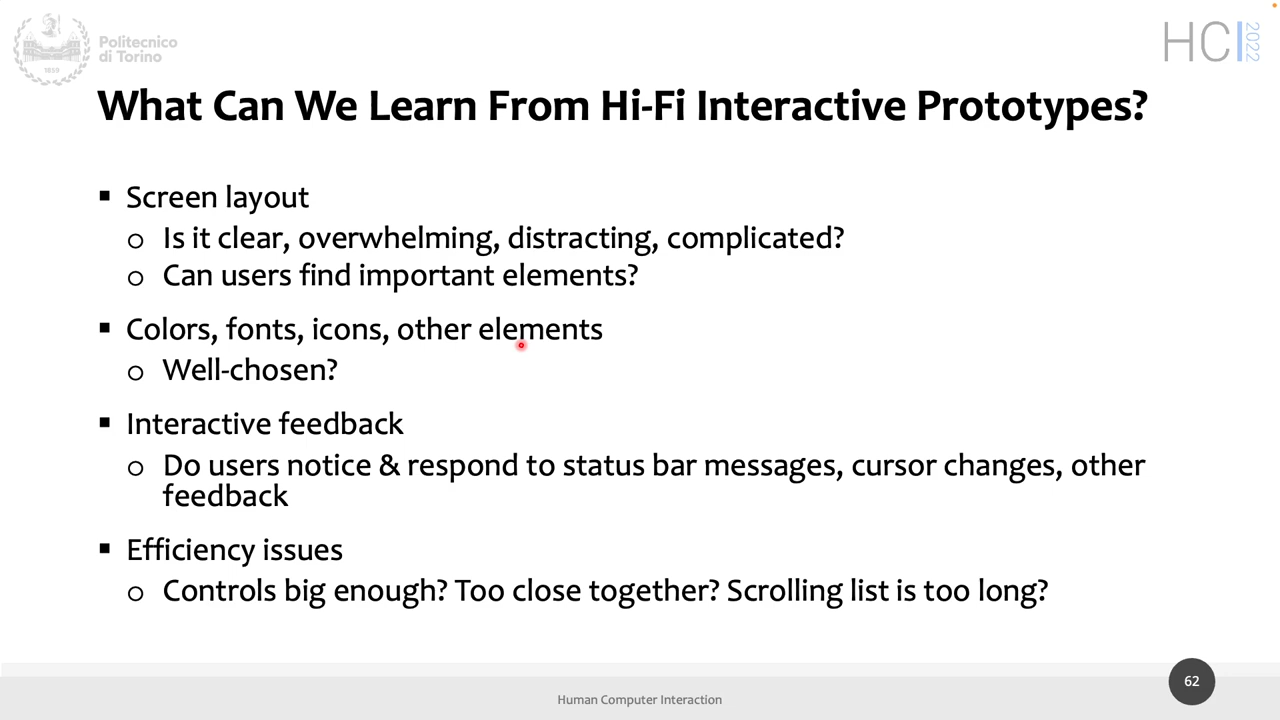 Politecnico
di Torino
1859
HCI 2022
What Can We Learn From Hi-Fi Interactive Prototypes?
▪ Screen layout
o Is it clear, overwhelming, distracting, complicated?
o Can users find important elements?
▪ Colors, fonts, icons, other elements
o Well-chosen?
▪ Interactive feedback
o Do users notice & respond to status bar messages, cursor changes, other
feedback
▪ Efficiency issues
o Controls big enough? Too close together? Scrolling list is too long?
Human Computer Interaction
62